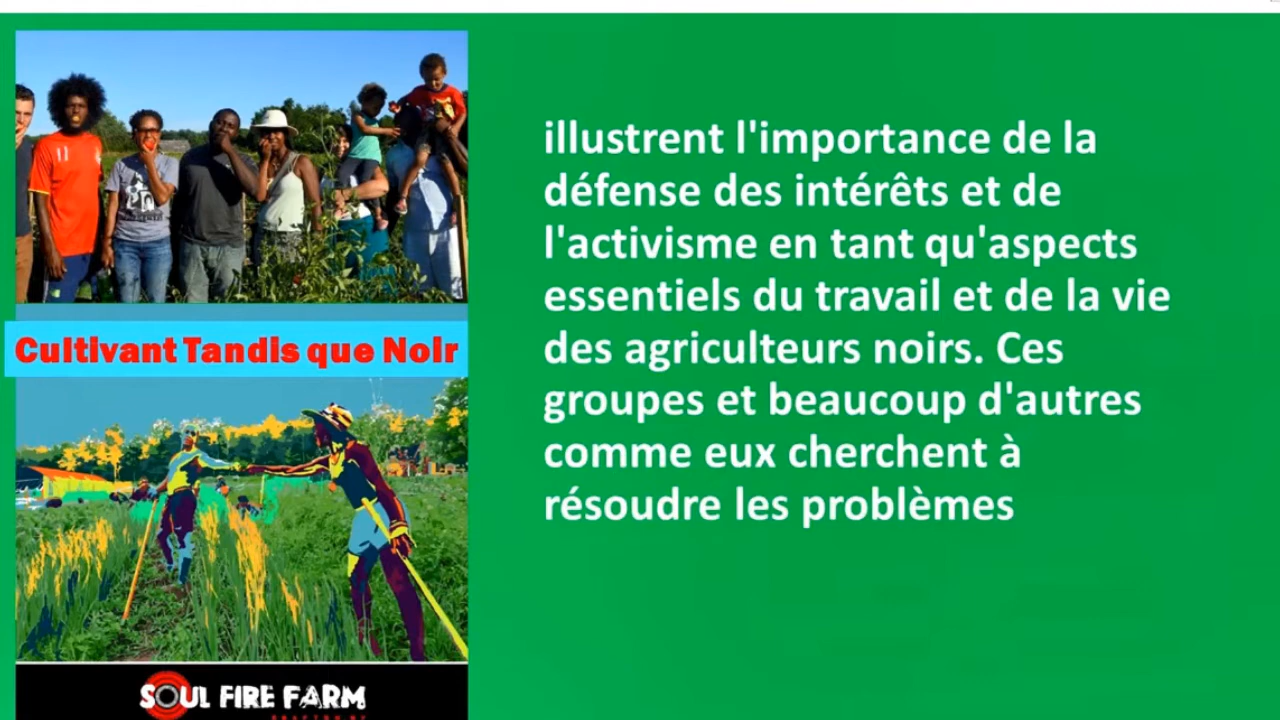 illustrent l'importance de la
défense des intérêts et de
l'activisme en tant qu'aspects
essentiels du travail et de la vie
des agriculteurs noirs. Ces
groupes et beaucoup d'autres
comme eux cherchent à
résoudre les problèmes
Cultivant Tandis que Noir
SOUL FIRE FARM